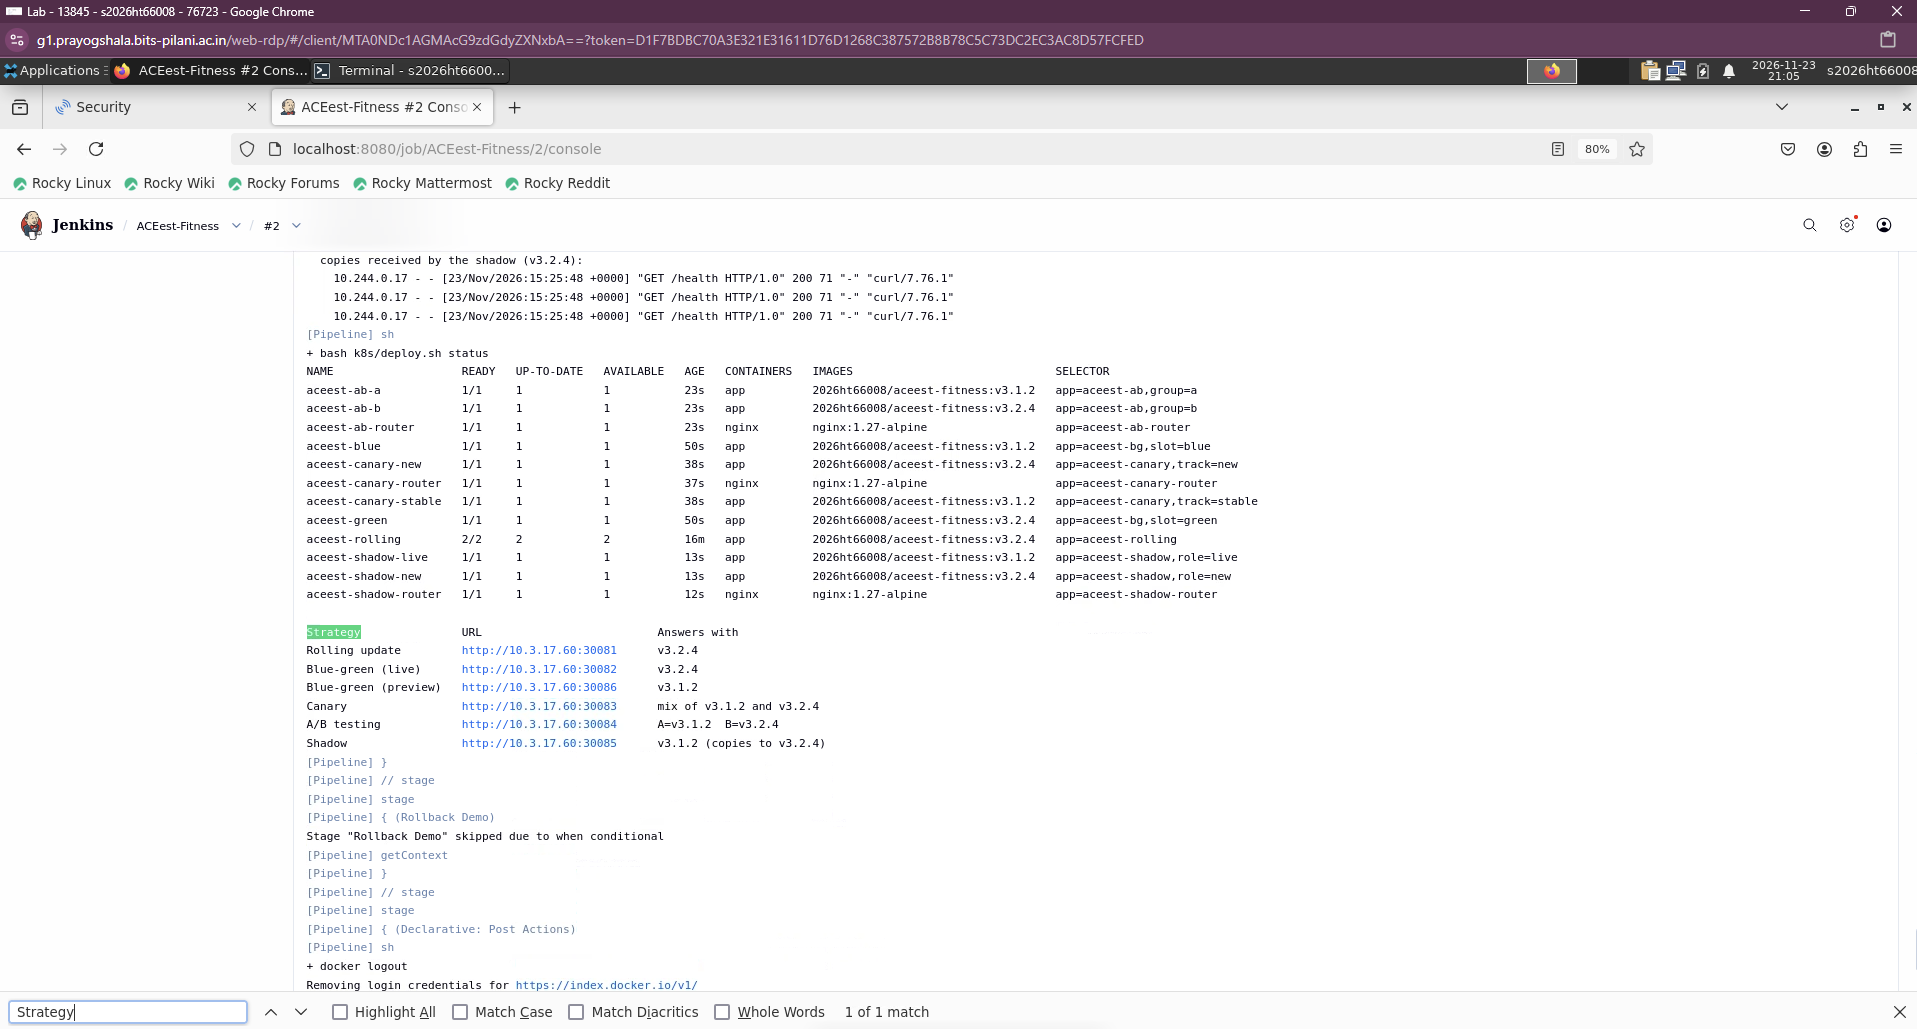 Lab - 13845 - s2026ht66008 - 76723 - Google Chrome
g1.prayogshala.bits-pilani.ac.in/web-rdp/#/client/MTA0NDc1AGMAcG9zdGdyZXNxbA==?token=D1F7BDBC70A3E321E31611D76D1268C387572B8B78C5C73DC2EC3AC8D57FCFED
Applications ACEest-Fitness #2 Cons... Terminal - s2026ht6600... 2026-11-23 s2026ht66008
21:05
Security ACEest-Fitness #2 Conso
localhost:8080/job/ACEest-Fitness/2/console 80%
Rocky Linux Rocky Wiki Rocky Forums Rocky Mattermost Rocky Reddit
Jenkins / ACEest-Fitness / #2
copies received by the shadow (v3.2.4):
10.244.0.17 - - [23/Nov/2026:15:25:48 +0000] "GET /health HTTP/1.0" 200 71 "-" "curl/7.76.1"
10.244.0.17 - - [23/Nov/2026:15:25:48 +0000] "GET /health HTTP/1.0" 200 71 "-" "curl/7.76.1"
10.244.0.17 - - [23/Nov/2026:15:25:48 +0000] "GET /health HTTP/1.0" 200 71 "-" "curl/7.76.1"
[Pipeline] sh
+ bash k8s/deploy.sh status
NAME READY UP-TO-DATE AVAILABLE AGE CONTAINERS IMAGES SELECTOR
aceest-ab-a 1/1 1 1 23s app 2026ht66008/aceest-fitness:v3.1.2 app=aceest-ab,group=a
aceest-ab-b 1/1 1 1 23s app 2026ht66008/aceest-fitness:v3.2.4 app=aceest-ab,group=b
aceest-ab-router 1/1 1 1 23s nginx nginx:1.27-alpine app=aceest-ab-router
aceest-blue 1/1 1 1 50s app 2026ht66008/aceest-fitness:v3.1.2 app=aceest-bg,slot=blue
aceest-canary-new 1/1 1 1 38s app 2026ht66008/aceest-fitness:v3.2.4 app=aceest-canary,track=new
aceest-canary-router 1/1 1 1 37s nginx nginx:1.27-alpine app=aceest-canary-router
aceest-canary-stable 1/1 1 1 38s app 2026ht66008/aceest-fitness:v3.1.2 app=aceest-canary,track=stable
aceest-green 1/1 1 1 50s app 2026ht66008/aceest-fitness:v3.2.4 app=aceest-bg,slot=green
aceest-rolling 2/2 2 2 16m app 2026ht66008/aceest-fitness:v3.2.4 app=aceest-rolling
aceest-shadow-live 1/1 1 1 13s app 2026ht66008/aceest-fitness:v3.1.2 app=aceest-shadow,role=live
aceest-shadow-new 1/1 1 1 13s app 2026ht66008/aceest-fitness:v3.2.4 app=aceest-shadow,role=new
aceest-shadow-router 1/1 1 1 12s nginx nginx:1.27-alpine app=aceest-shadow-router
Strategy URL Answers with
Rolling update http://10.3.17.60:30081 v3.2.4
Blue-green (live) http://10.3.17.60:30082 v3.2.4
Blue-green (preview) http://10.3.17.60:30086 v3.1.2
Canary http://10.3.17.60:30083 mix of v3.1.2 and v3.2.4
A/B testing http://10.3.17.60:30084 A=v3.1.2 B=v3.2.4
Shadow http://10.3.17.60:30085 v3.1.2 (copies to v3.2.4)
[Pipeline] }
[Pipeline] // stage
[Pipeline] stage
[Pipeline] { (Rollback Demo)
Stage "Rollback Demo" skipped due to when conditional
[Pipeline] getContext
[Pipeline] }
[Pipeline] // stage
[Pipeline] stage
[Pipeline] { (Declarative: Post Actions)
[Pipeline] sh
+ docker logout
Removing login credentials for https://index.docker.io/v1/
Strategy Highlight All Match Case Match Diacritics Whole Words 1 of 1 match